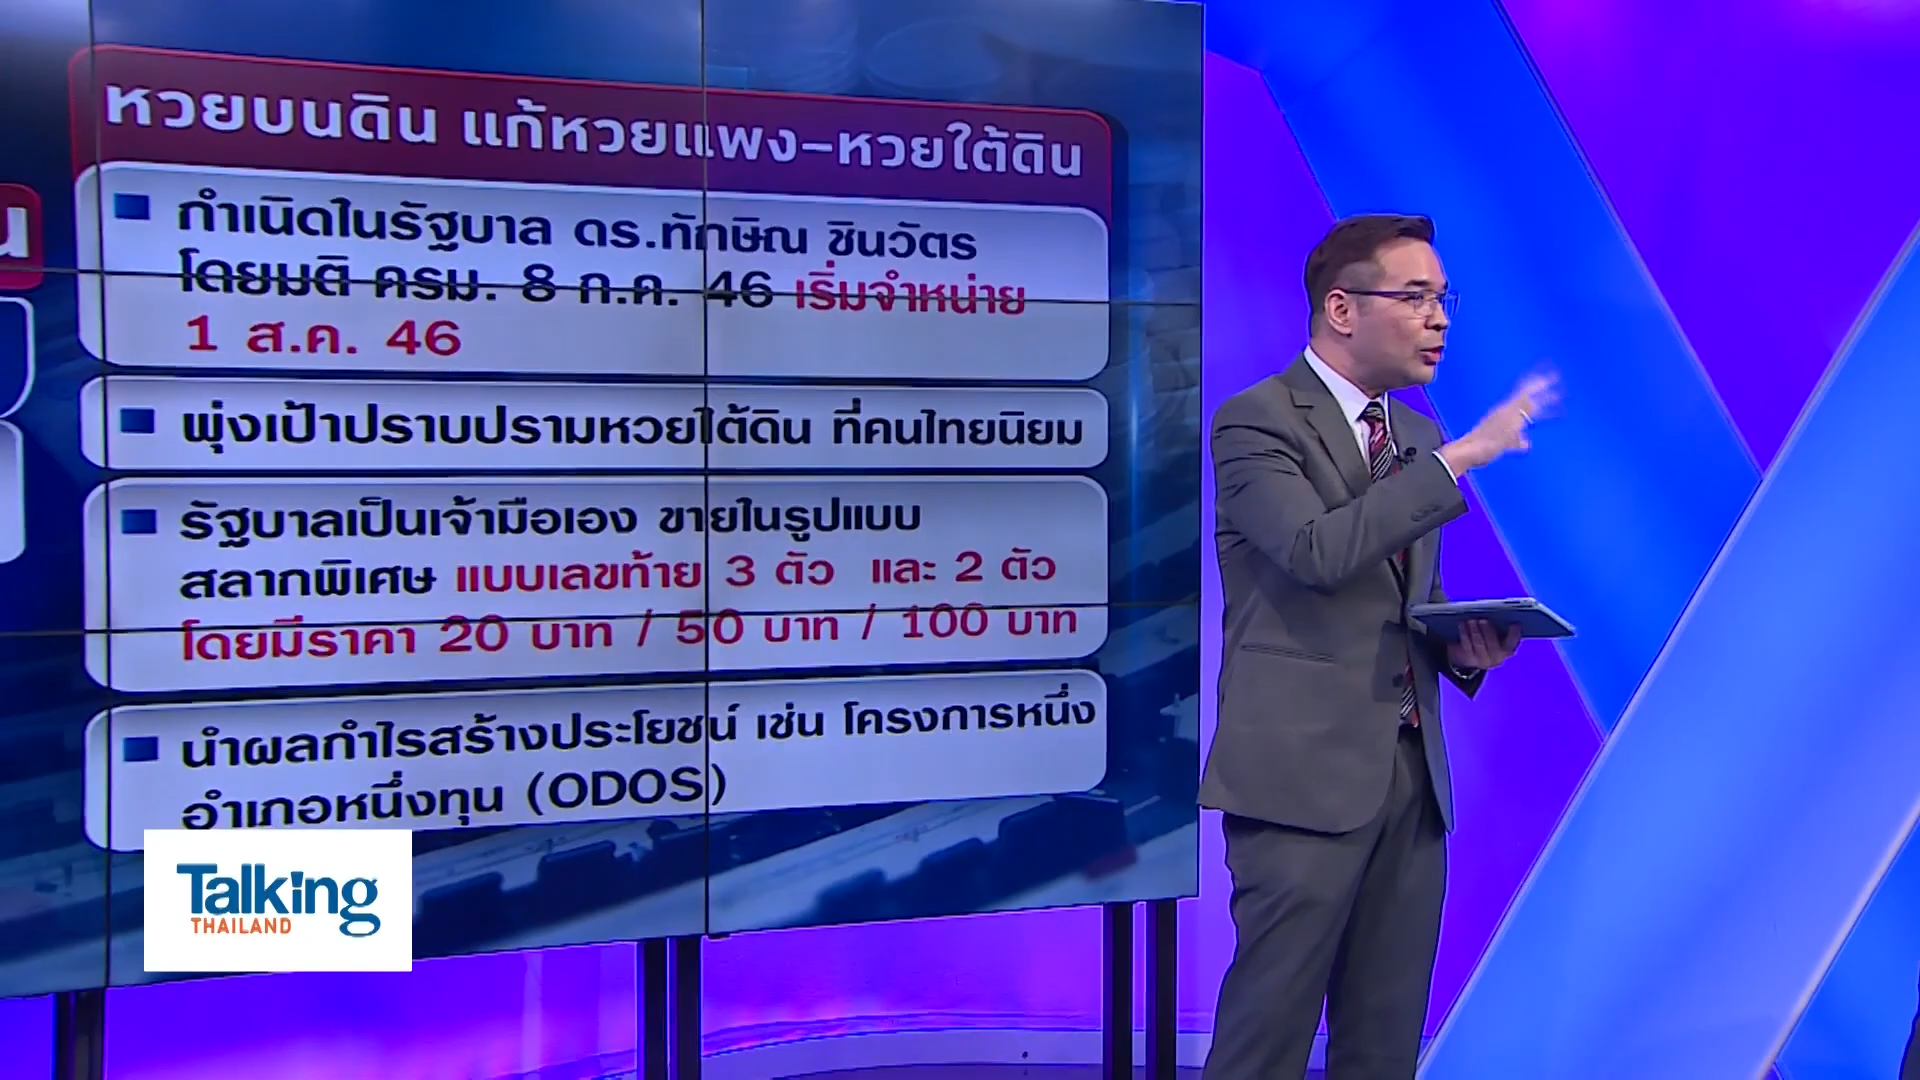 หวยบนดิน แก้หวยแพง-หวยใต้ดิน
น
กำเนิดในรัฐบาล ดร.ทักษิณ ชินวัตร
โดยมติ ครม. 8 ก.ค. 46 เริ่มจำหน่าย
1 ส.ค. 46
พุ่งเป้าปราบปรามหวยใต้ดิน ที่คนไทยนิยม
รัฐบาลเป็นเจ้ามือเอง ขายในรูปแบบ
สลากพิเศษ แบบเลขท้าย 3 ตัว และ 2 ตัว
โดยมีราคา 20 บาท / 50 บาท / 100 บาท
นำผลกำไรสร้างประโยชน์ เช่น โครงการหนึ่ง
อำเภอหนึ่งทุน (ODOS)
Talking
THAILAND